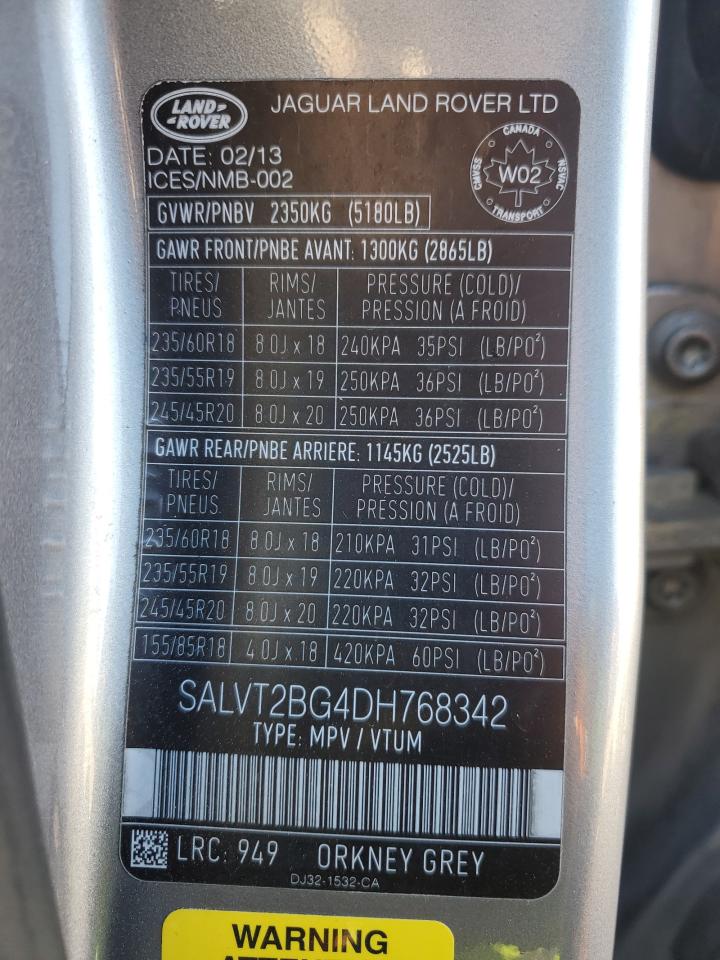 LAND-
ROVER
JAGUAR LAND ROVER LTD
DATE: 02/13
ICES/NMB-002
CANADA
CMVSS W02 NSVAC
TRANSPORT
GVWR/PNBV 2350KG (5180LB)
GAWR FRONT/PNBE AVANT: 1300KG (2865LB)
TIRES/ RIMS/ PRESSURE (COLD)/
PNEUS JANTES PRESSION (A FROID)
235/60R18 8.0J x 18 240KPA 35PSI (LB/PO²)
235/55R19 8.0J x 19 250KPA 36PSI (LB/PO²)
245/45R20 8.0J x 20 250KPA 36PSI (LB/PO²)
GAWR REAR/PNBE ARRIERE: 1145KG (2525LB)
TIRES/ RIMS/ PRESSURE (COLD)/
PNEUS JANTES PRESSION (A FROID)
235/60R18 8.0J x 18 210KPA 31PSI (LB/PO²)
235/55R19 8.0J x 19 220KPA 32PSI (LB/PO²)
245/45R20 8.0J x 20 220KPA 32PSI (LB/PO²)
155/85R18 4.0J x 18 420KPA 60PSI (LB/PO²)
SALVT2BG4DH768342
TYPE: MPV / VTUM
LRC: 949 ORKNEY GREY
DJ32-1532-CA
WARNING